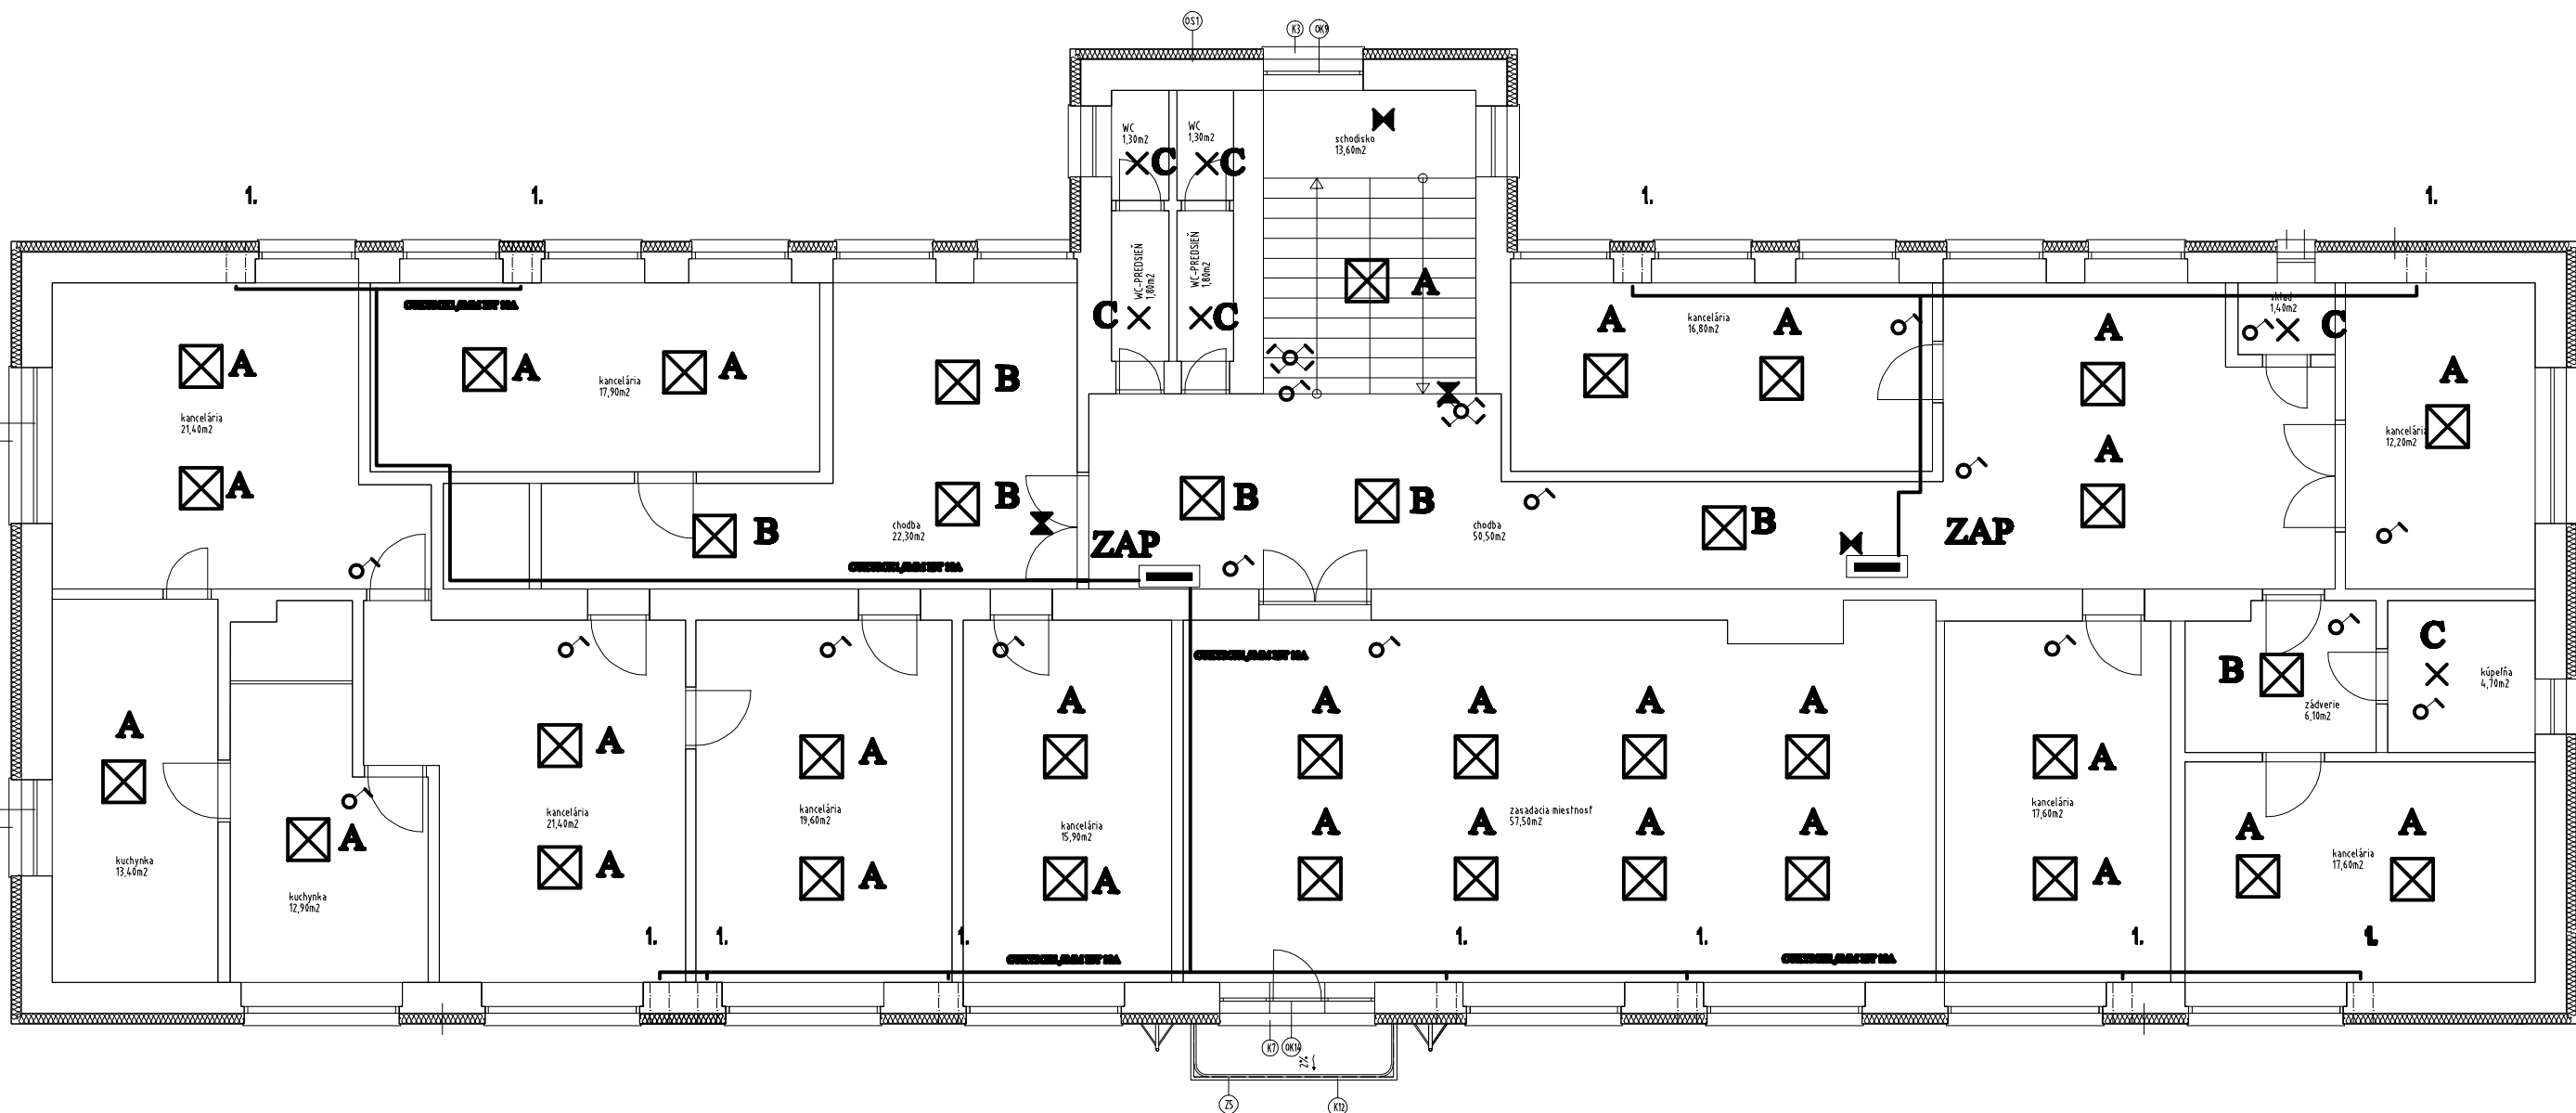 OS1
K3
OK9
WC
1,30m2
WC
1,30m2
schodisko
13,60m2
C
C
1.
1.
1.
1.
WC-PREDSIEŇ
1,80m2
WC-PREDSIEŇ
1,80m2
C
C
A
sklad
1,40m2
C
kancelária
16,80m2
A
A
A
A
A
A
A
kancelária
17,90m2
B
A
kancelária
21,40m2
kancelária
12,20m2
A
A
B
B
B
B
B
chodba
22,30m2
chodba
50,50m2
ZAP
ZAP
C
B
kúpeľňa
4,70m2
zádverie
6,10m2
A
A
A
A
A
A
A
A
A
A
kancelária
21,40m2
kancelária
19,60m2
kancelária
15,90m2
zasadacia miestnosť
57,50m2
kancelária
17,60m2
A
A
A
A
A
A
A
kuchynka
13,40m2
kancelária
17,60m2
A
A
A
A
kuchynka
12,90m2
1.
1.
1.
1.
1.
1.
1.
K7
OK14
2%
Z5
K12